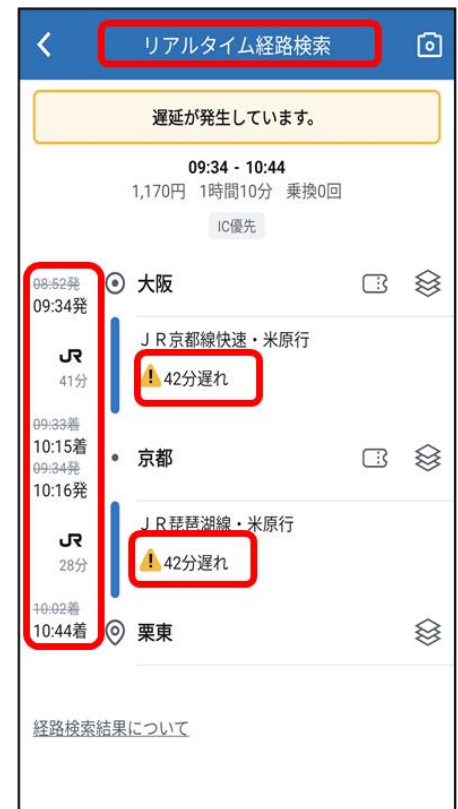 リアルタイム経路検索
遅延が発生しています。
09:34 - 10:44
1,170円 1時間10分 乗換0回
IC優先
08:52発
09:34発
大阪
JR京都線快速・米原行
JR
41分
42分遅れ
09:33着
10:15着
京都
09:34発
10:16発
JR琵琶湖線・米原行
JR
28分
42分遅れ
10:02着
10:44着
栗東
経路検索結果について